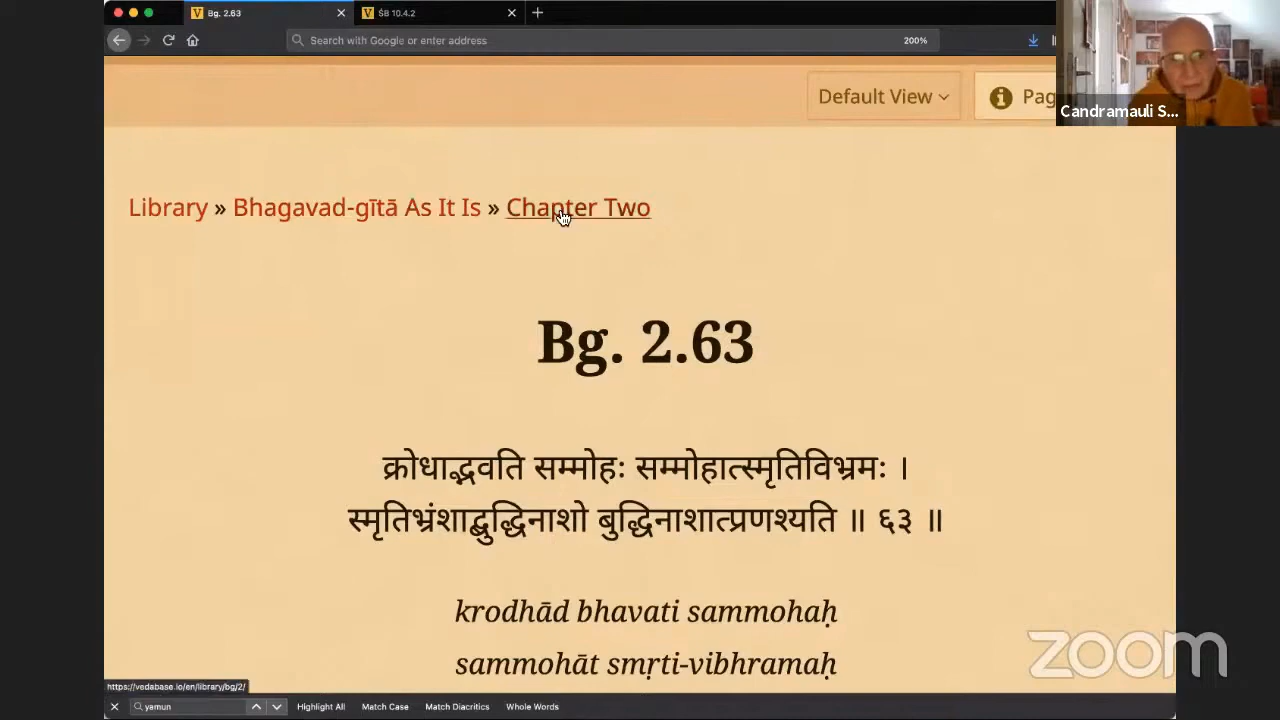 Bg. 2.63
ŚB 10.4.2
Search with Google or enter address
200%
Default View
Pag
Candramauli S...
Library » Bhagavad-gītā As It Is » Chapter Two
Bg. 2.63
क्रोधाद्भवति सम्मोहः सम्मोहात्स्मृतिविभ्रमः ।
स्मृतिभ्रंशाद्बुद्धिनाशो बुद्धिनाशात्प्रणश्यति ॥ ६३ ॥
krodhād bhavati sammohaḥ
sammohāt smṛti-vibhramaḥ
zoom
https://vedabase.io/en/library/bg/2/
yamun
Highlight All
Match Case
Match Diacritics
Whole Words